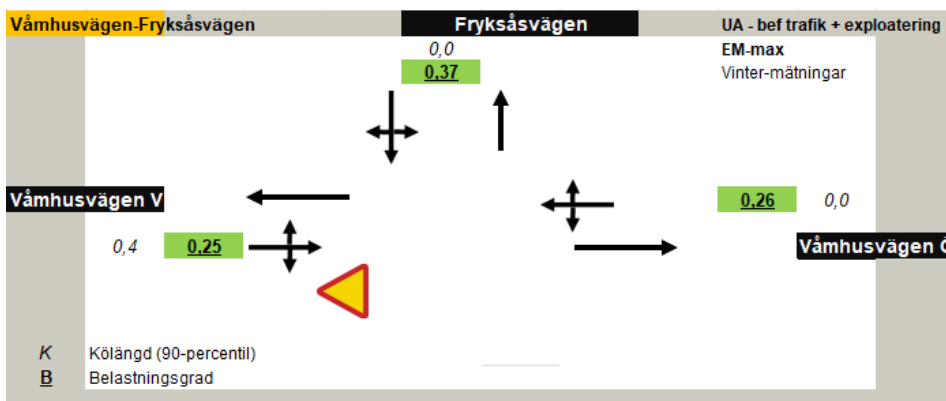 Våmhusvägen-Fryksåsvägen Fryksåsvägen UA - bef trafik + exploatering
0,0 EM-max
0,37 Vinter-mätningar
Våmhusvägen V 0,26 0,0
0,4 0,25 Våmhusvägen Ö
K Kölängd (90-percentil)
B Belastningsgrad